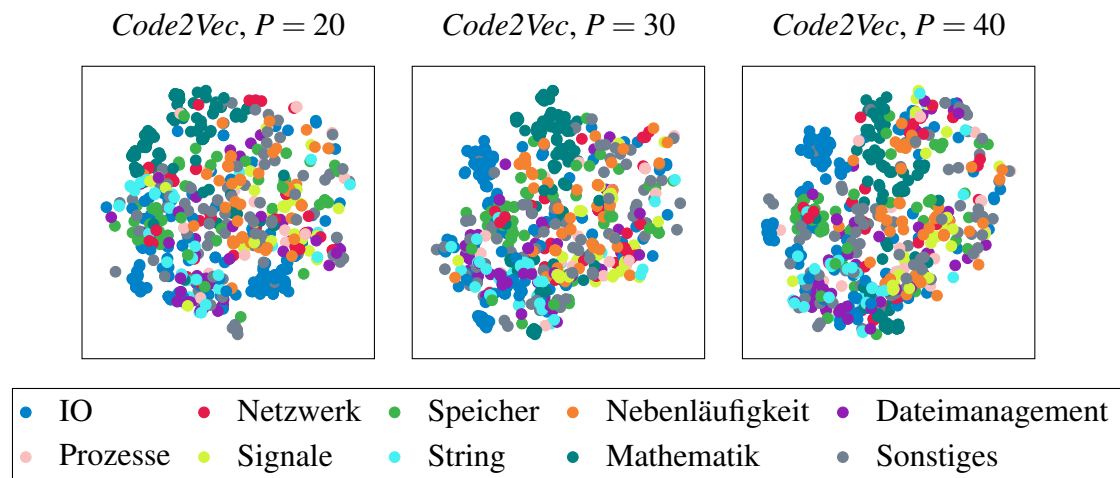 Code2Vec, P = 20 Code2Vec, P = 30 Code2Vec, P = 40
IO Netzwerk Speicher Nebenläufigkeit Dateimanagement
Prozesse Signale String Mathematik Sonstiges